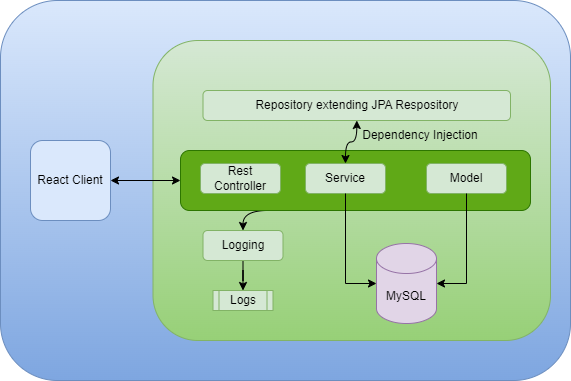 Repository extending JPA Respository
Dependency Injection
React Client
Rest
Controller
Service
Model
Logging
Logs
MySQL